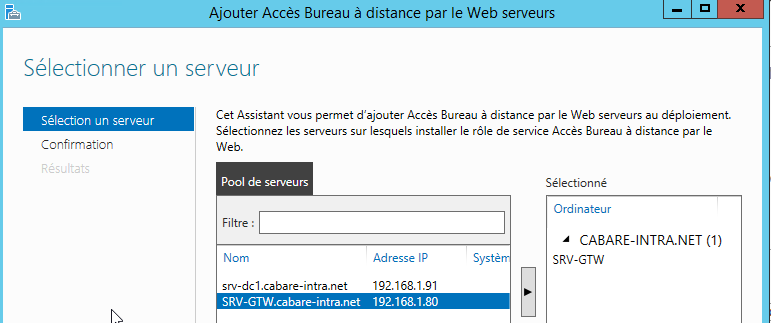 Ajouter Accès Bureau à distance par le Web serveurs
Sélectionner un serveur
Sélection un serveur
Confirmation
Résultats
Cet Assistant vous permet d'ajouter Accès Bureau à distance par le Web serveurs au déploiement.
Sélectionnez les serveurs sur lesquels installer le rôle de service Accès Bureau à distance par le
Web.
Pool de serveurs
Filtre :
Nom Adresse IP Systèm
srv-dc1.cabare-intra.net 192.168.1.91
SRV-GTW.cabare-intra.net 192.168.1.80
Sélectionné
Ordinateur
CABARE-INTRA.NET (1)
SRV-GTW